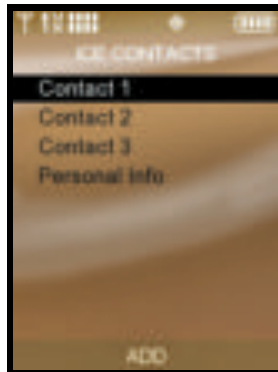 ICE CONTACTS
Contact 1
Contact 2
Contact 3
Personal Info
ADD